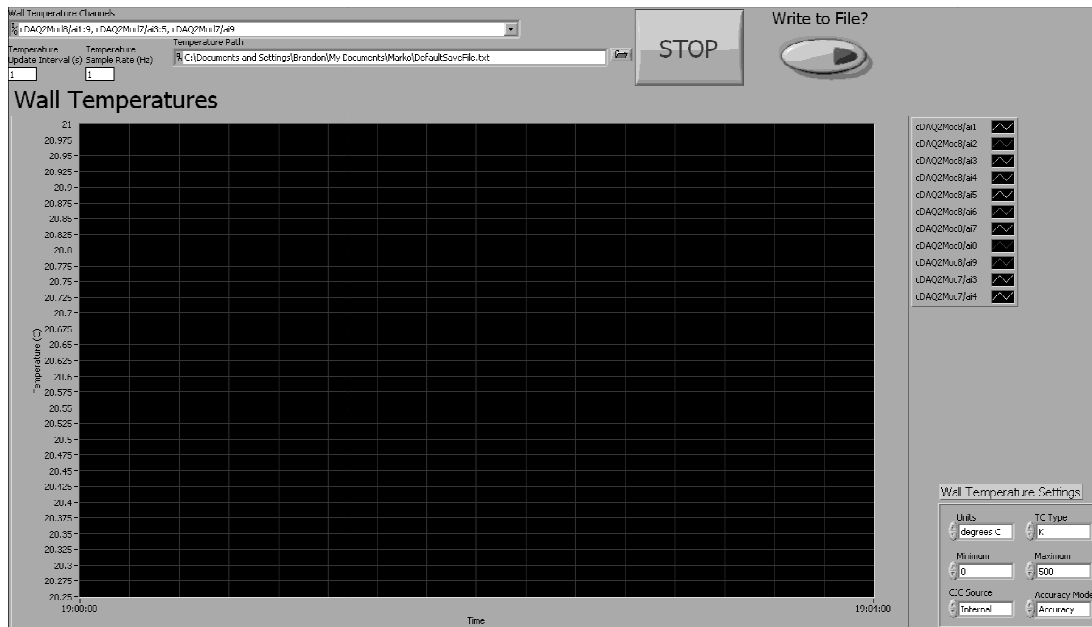 Wall Temperature Channels
cDAQ2Mod8/ai1:9, cDAQ2Mod7/ai3:5, cDAQ2Mod7/ai9
Temperature Update Interval (s)
1
Temperature Sample Rate (Hz)
1
Temperature Path
C:\Documents and Settings\Brandon\My Documents\Marko\DefaultSaveFile.txt
STOP
Write to File?
Wall Temperatures
21
20.975
20.95
20.925
20.9
20.875
20.85
20.825
20.8
20.775
20.75
20.725
20.7
20.675
20.65
20.625
20.6
20.575
20.55
20.525
20.5
20.475
20.45
20.425
20.4
20.375
20.35
20.325
20.3
20.275
20.25
Temperature (C)
19:00:00
19:04:00
Time
cDAQ2Mod8/ai1
cDAQ2Mod8/ai2
cDAQ2Mod8/ai3
cDAQ2Mod8/ai4
cDAQ2Mod8/ai5
cDAQ2Mod8/ai6
cDAQ2Mod8/ai7
cDAQ2Mod8/ai8
cDAQ2Mod8/ai9
cDAQ2Mod7/ai3
cDAQ2Mod7/ai4
Wall Temperature Settings
Units
degrees C
TC Type
K
Minimum
0
Maximum
500
CJC Source
Internal
Accuracy Mode
Accuracy